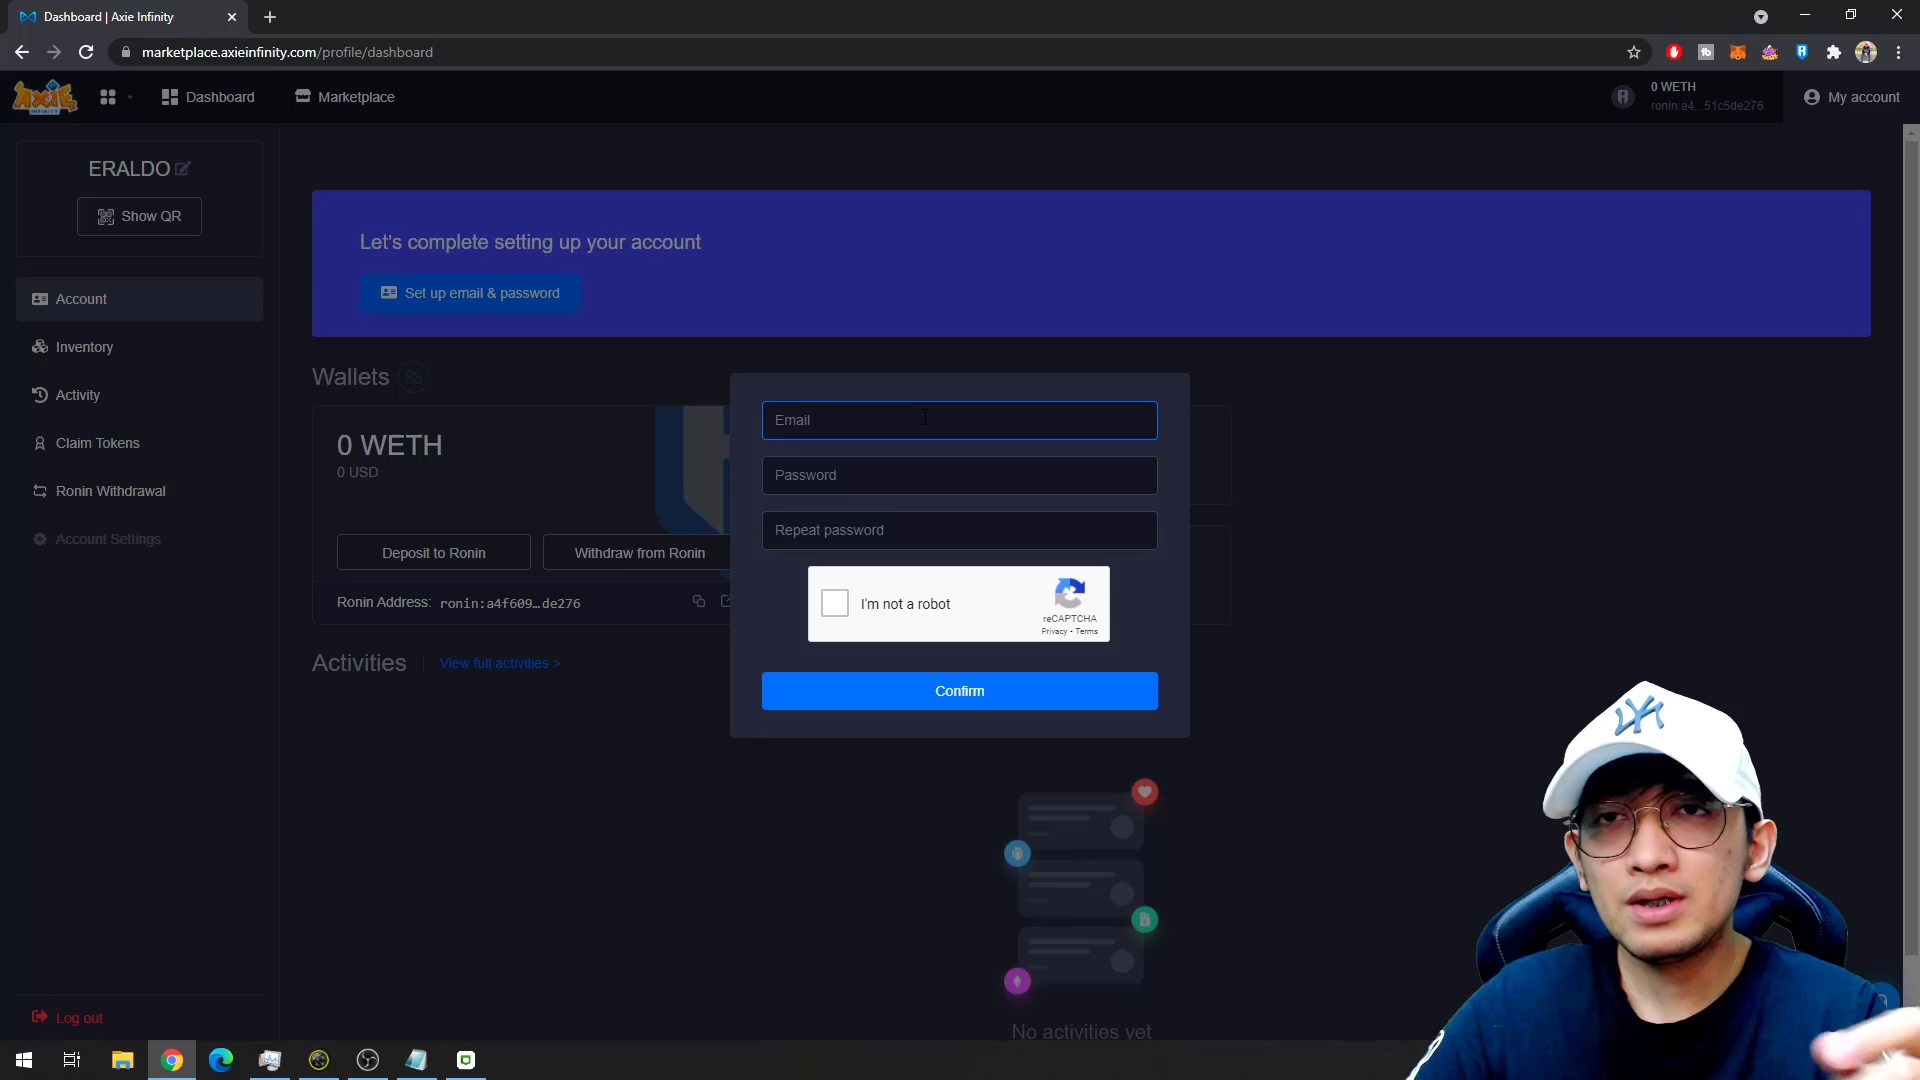 Dashboard | Axie Infinity
marketplace.axieinfinity.com/profile/dashboard
AXIE
INFINITY
Dashboard
Marketplace
0 WETH
ronin:a4...51c5de276
My account
ERALDO
Show QR
Account
Inventory
Activity
Claim Tokens
Ronin Withdrawal
Account Settings
Log out
Let's complete setting up your account
Set up email & password
Wallets
0 WETH
0 USD
Deposit to Ronin
Withdraw from Ronin
Ronin Address: ronin:a4f609…de276
Activities
View full activities >
Email
Password
Repeat password
I'm not a robot
reCAPTCHA
Privacy - Terms
Confirm
No activities yet